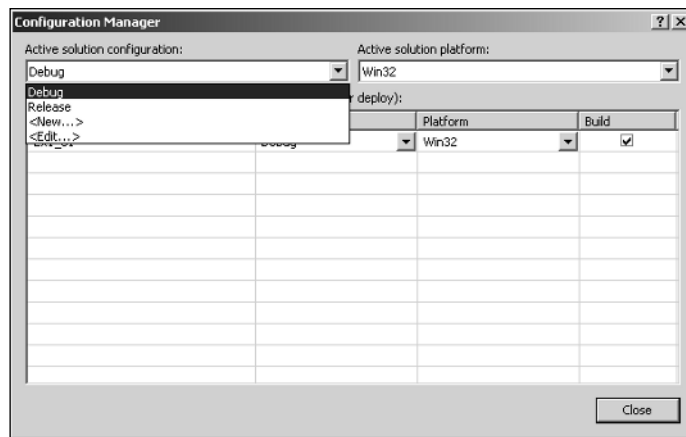 Configuration Manager
Active solution configuration: Active solution platform:
Debug Win32
Debug
Release
<New...>
<Edit...>
r deploy):
Platform Build
Win32
Close